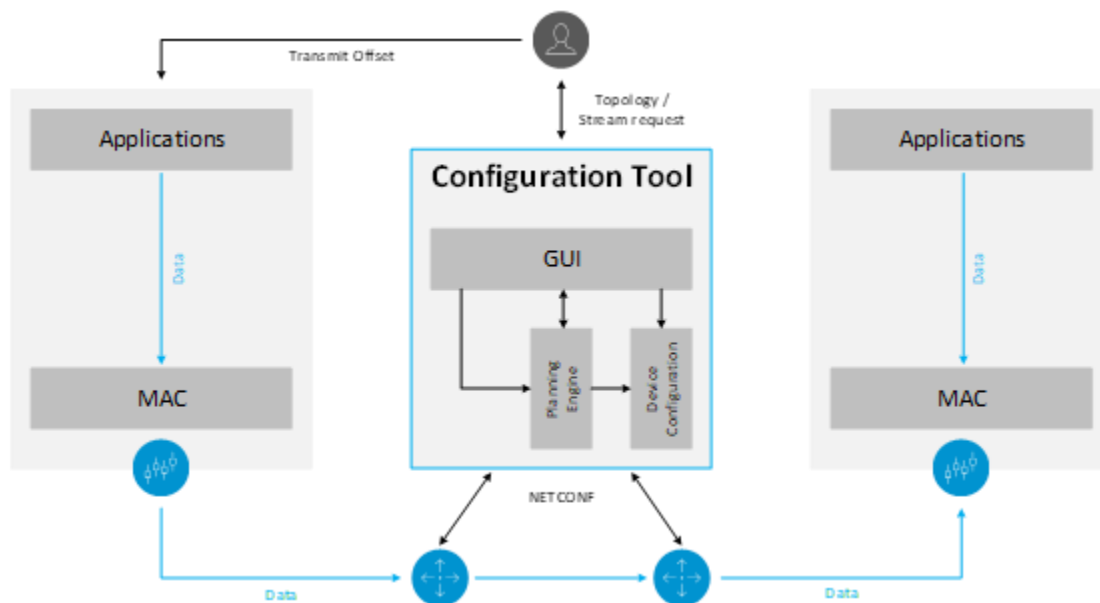 Transmit Offset
Topology /
Stream request
Applications
Configuration Tool
Applications
GUI
Data
Data
Planning
Engine
Device
Configuration
MAC
MAC
NETCONF
Data
Data